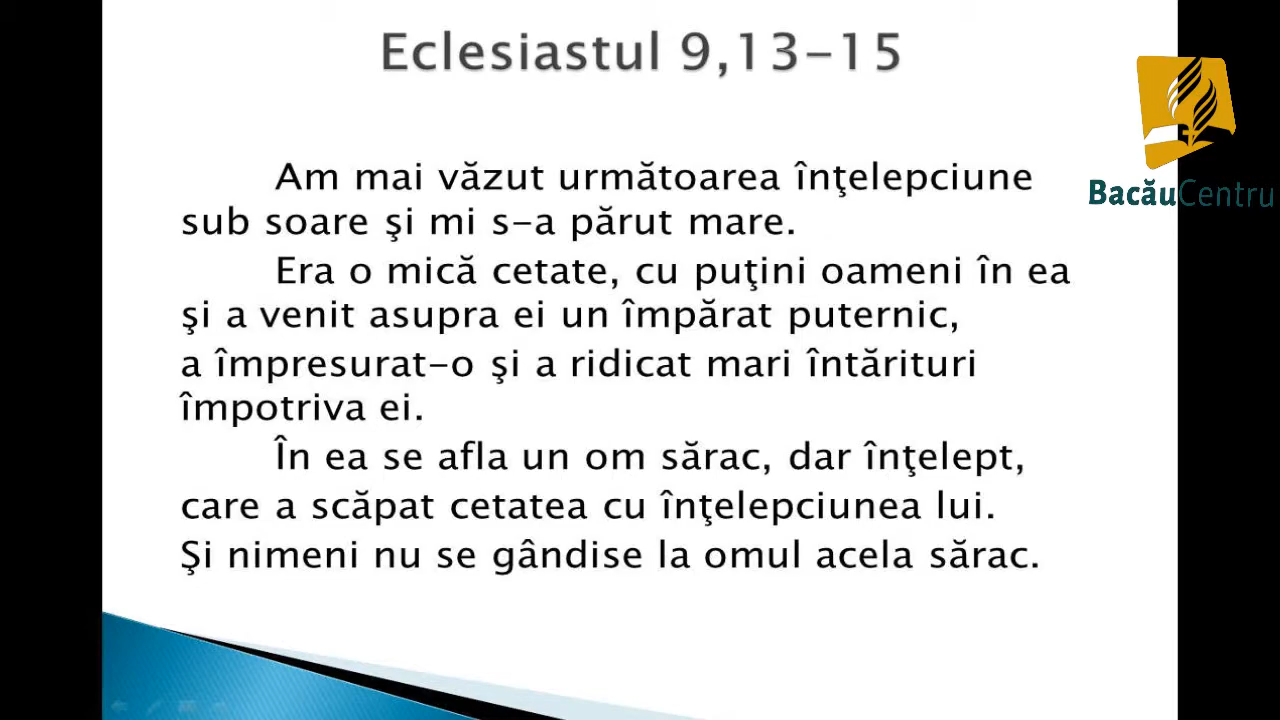 Eclesiastul 9,13-15
BacăuCentru
Am mai văzut următoarea înţelepciune
sub soare şi mi s-a părut mare.
Era o mică cetate, cu puţini oameni în ea
şi a venit asupra ei un împărat puternic,
a împresurat-o şi a ridicat mari întărituri
împotriva ei.
În ea se afla un om sărac, dar înţelept,
care a scăpat cetatea cu înţelepciunea lui.
Şi nimeni nu se gândise la omul acela sărac.